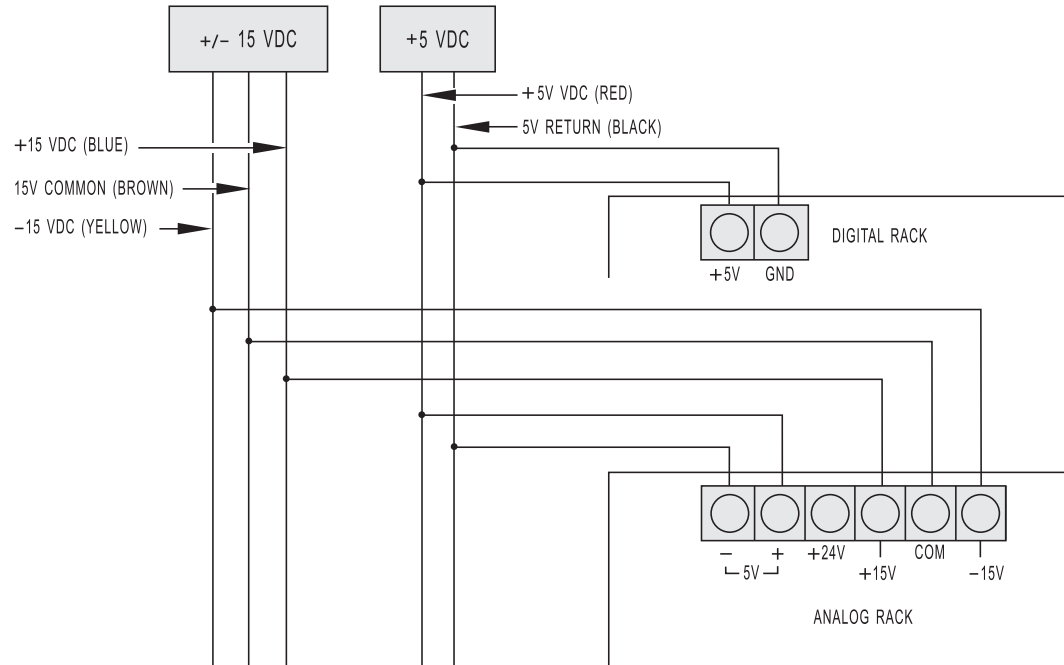 +/– 15 VDC
+5 VDC
+5V VDC (RED)
5V RETURN (BLACK)
+15 VDC (BLUE)
15V COMMON (BROWN)
–15 VDC (YELLOW)
DIGITAL RACK
+5V GND
– + +24V COM
5V +15V –15V
ANALOG RACK